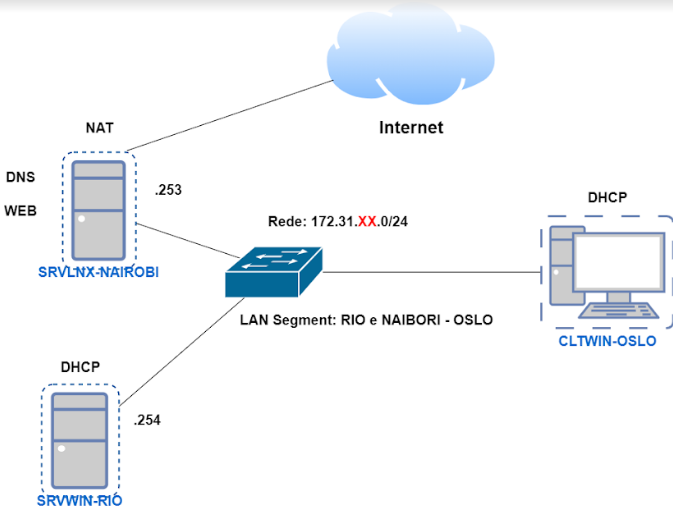 Internet
NAT
DNS
.253
WEB
DHCP
Rede: 172.31.XX.0/24
SRVLNX-NAIROBI
LAN Segment: RIO e NAIBORI - OSLO
CLTWIN-OSLO
DHCP
.254
SRVWIN-RIO